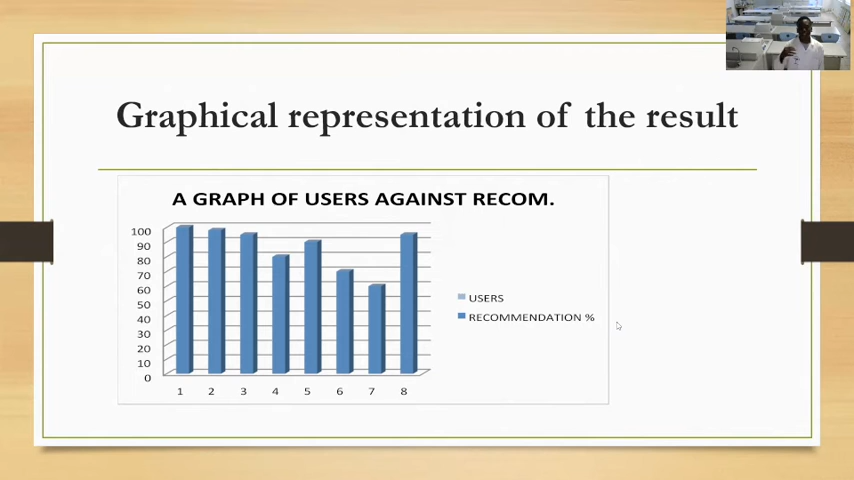 Graphical representation of the result
A GRAPH OF USERS AGAINST RECOM.
100
90
80
70
60
50
40
30
20
10
0
1 2 3 4 5 6 7 8
USERS
RECOMMENDATION %